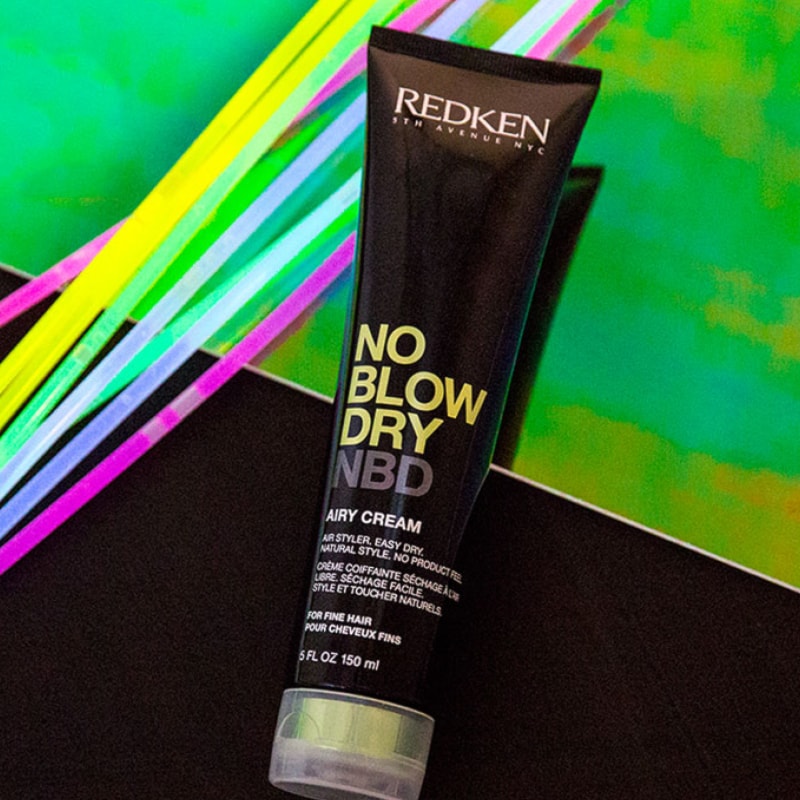 REDKEN
5TH AVENUE NYC
NO
BLOW
DRY
NBD
AIRY CREAM
AIR STYLER. EASY DRY.
NATURAL STYLE. NO PRODUCT FEEL.
CRÈME COIFFANTE SÉCHAGE À L'AIR
LIBRE. SÉCHAGE FACILE.
STYLE ET TOUCHER NATURELS.
FOR FINE HAIR
POUR CHEVEUX FINS
5 FL OZ 150 ml